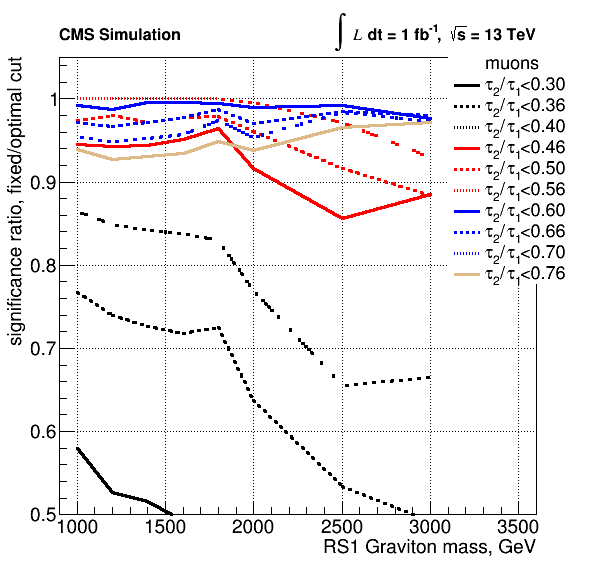 CMS Simulation
∫ L dt = 1 fb⁻¹, √s = 13 TeV
muons
τ₂/τ₁<0.30
τ₂/τ₁<0.36
τ₂/τ₁<0.40
τ₂/τ₁<0.46
τ₂/τ₁<0.50
τ₂/τ₁<0.56
τ₂/τ₁<0.60
τ₂/τ₁<0.66
τ₂/τ₁<0.70
τ₂/τ₁<0.76
significance ratio, fixed/optimal cut
1
0.9
0.8
0.7
0.6
0.5
1000 1500 2000 2500 3000 3500
RS1 Graviton mass, GeV